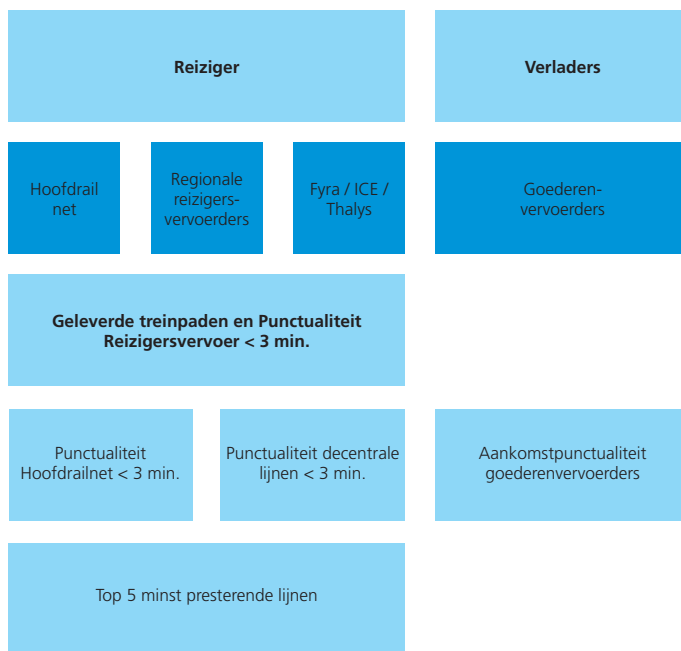 Reiziger
Verladers
Hoofdrail
net
Regionale
reizigers-
vervoerders
Fyra / ICE /
Thalys
Goederen-
vervoerders
Geleverde treinpaden en Punctualiteit
Reizigersvervoer < 3 min.
Punctualiteit
Hoofdrailnet < 3 min.
Punctualiteit decentrale
lijnen < 3 min.
Aankomstpunctualiteit
goederenvervoerders
Top 5 minst presterende lijnen